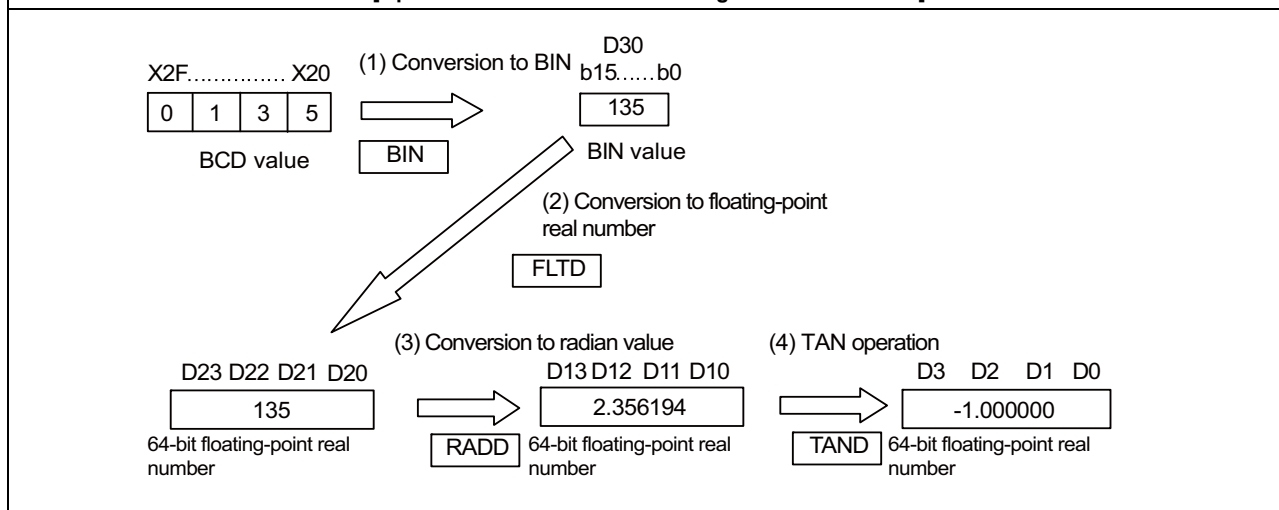 X2F............... X20
(1) Conversion to BIN
D30
b15......b0
0 1 3 5
135
BCD value
BIN
BIN value
(2) Conversion to floating-point
real number
FLTD
(3) Conversion to radian value
(4) TAN operation
D23 D22 D21 D20
D13 D12 D11 D10
D3 D2 D1 D0
135
2.356194
-1.000000
64-bit floating-point real
number
RADD
64-bit floating-point real
number
TAND
64-bit floating-point real
number